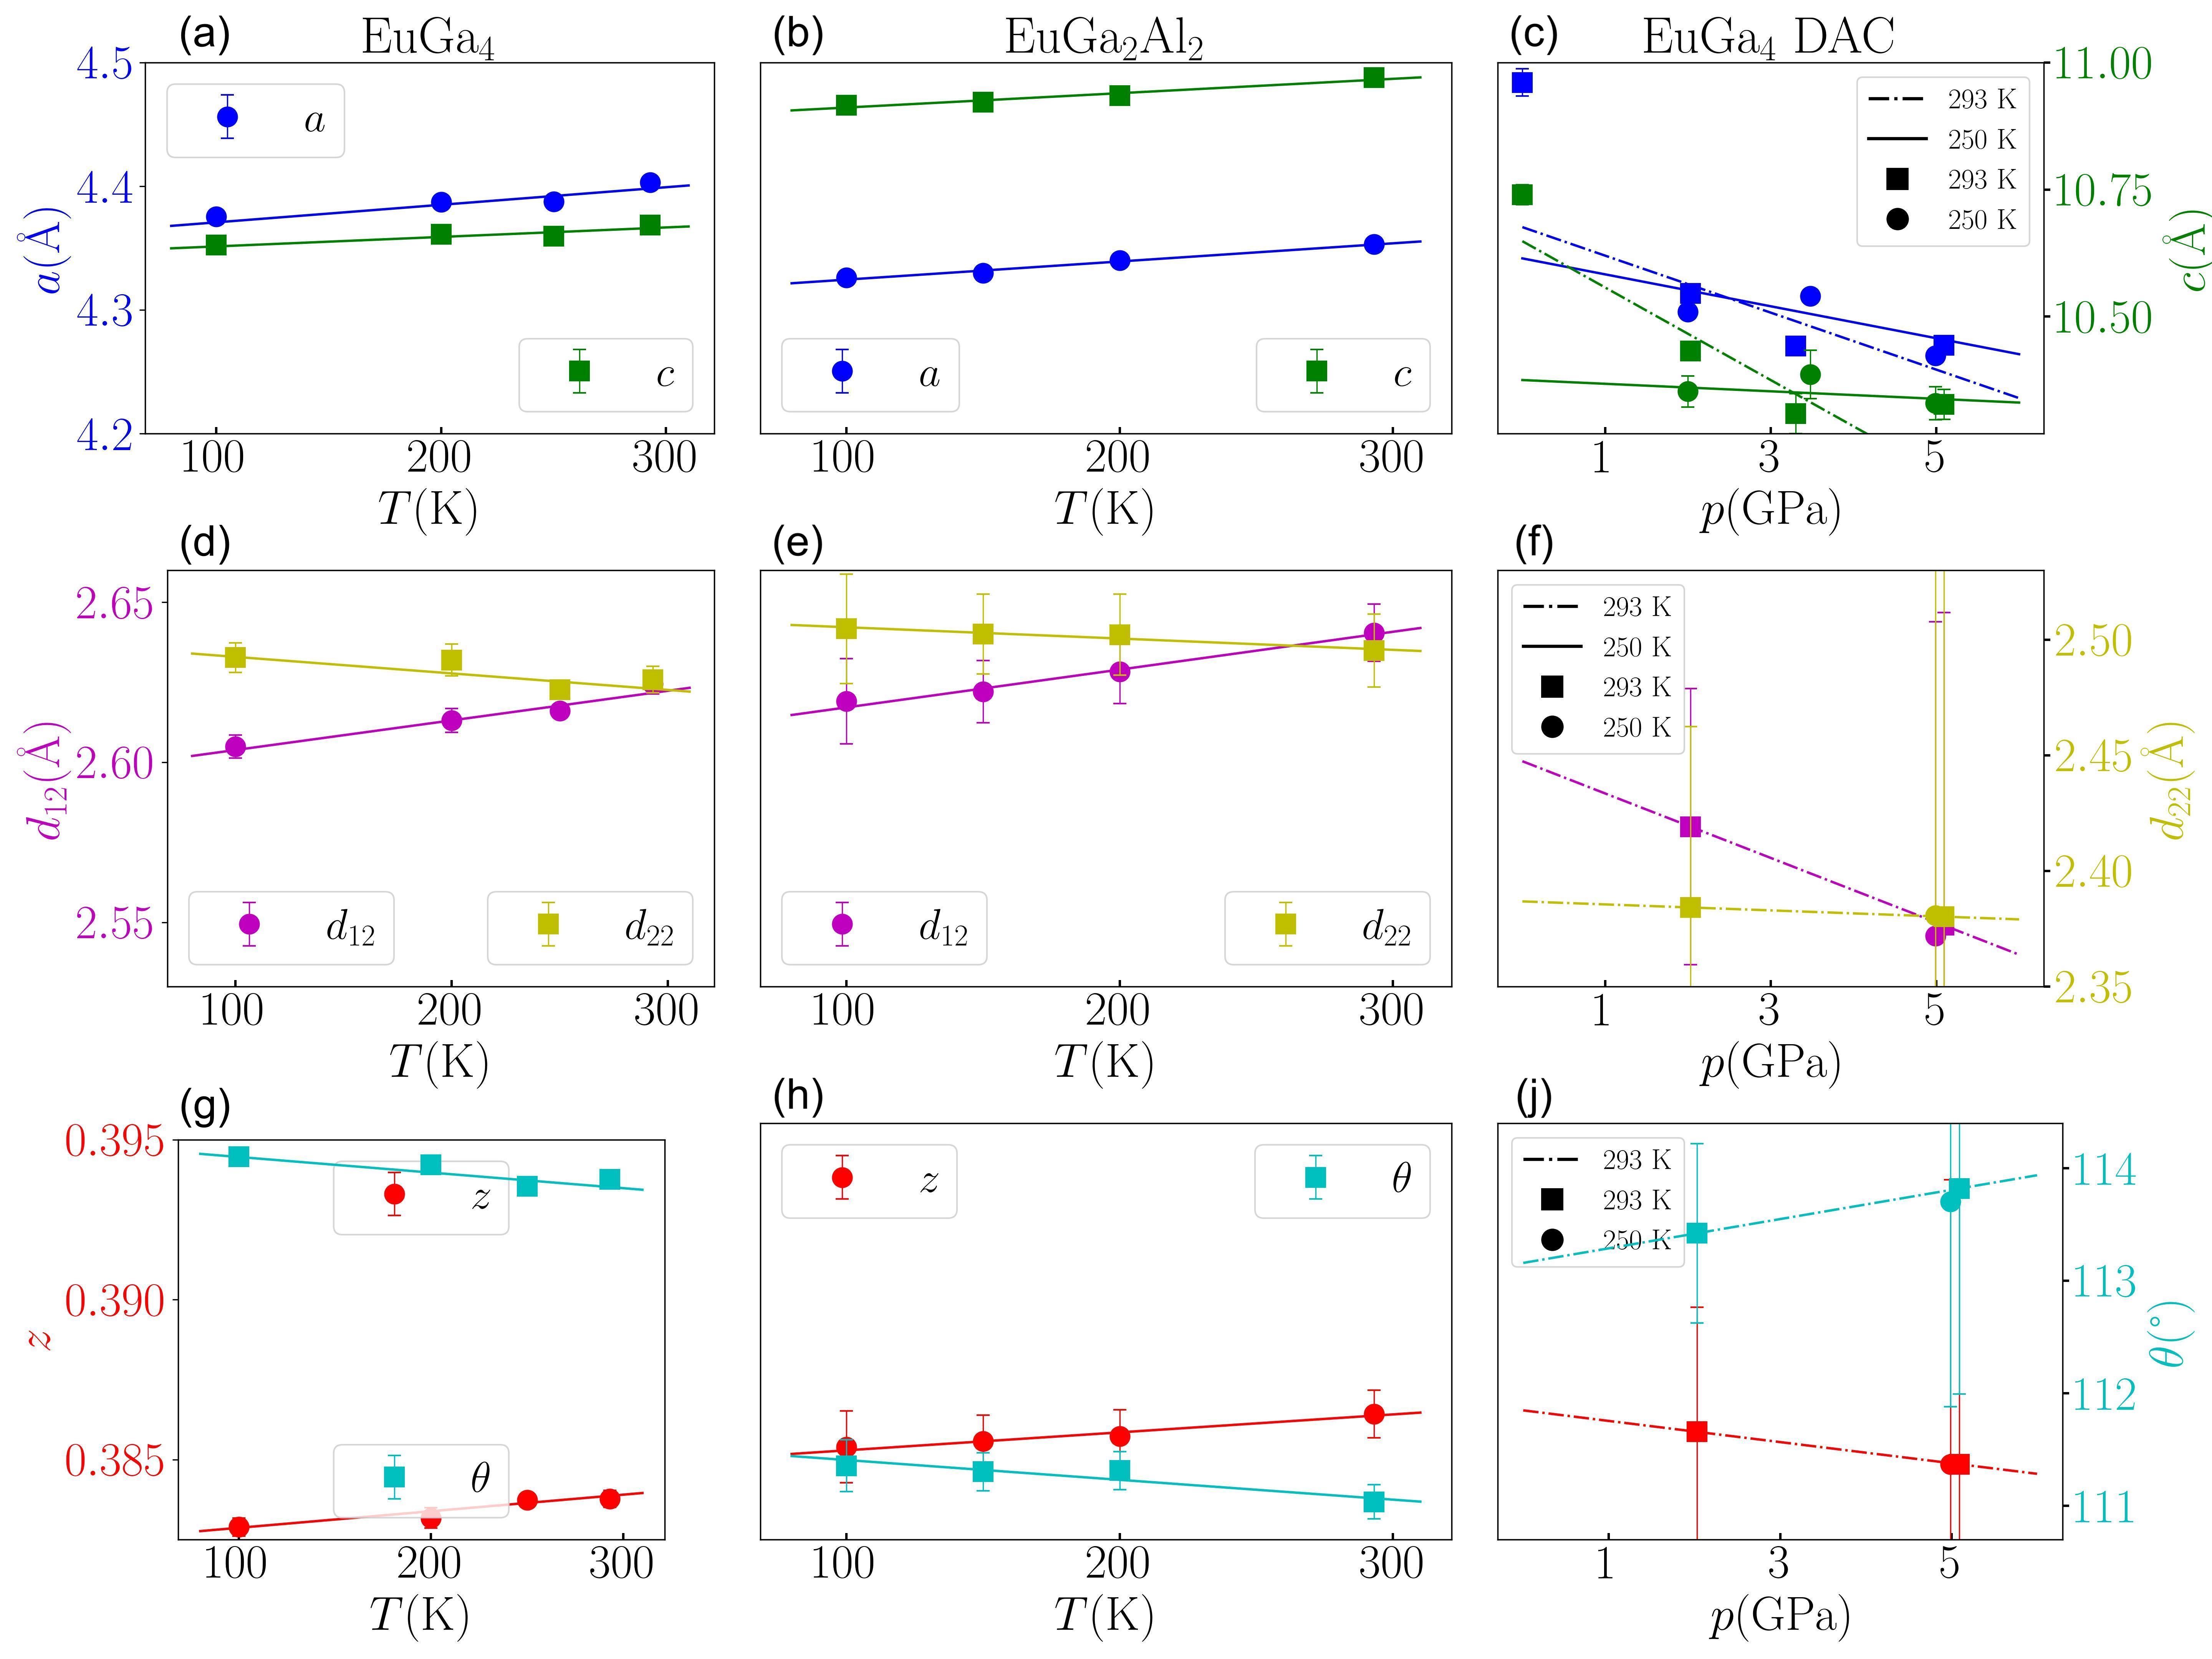 (a) EuGa₄ (b) EuGa₂Al₂ (c) EuGa₄ DAC
4.5
4.4
4.3
4.2
a(Å)
a
c
100 200 300
T(K)
a
c
100 200 300
T(K)
293 K
250 K
293 K
250 K
11.00
10.75
10.50
c(Å)
1 3 5
p(GPa)
(d) (e) (f)
2.65
2.60
2.55
d₁₂(Å)
d₁₂ d₂₂
100 200 300
T(K)
d₁₂ d₂₂
100 200 300
T(K)
293 K
250 K
293 K
250 K
2.50
2.45
2.40
2.35
d₂₂(Å)
1 3 5
p(GPa)
(g) (h) (j)
0.395
0.390
0.385
z
z
θ
100 200 300
T(K)
z θ
100 200 300
T(K)
293 K
293 K
250 K
114
113
112
111
θ(°)
1 3 5
p(GPa)